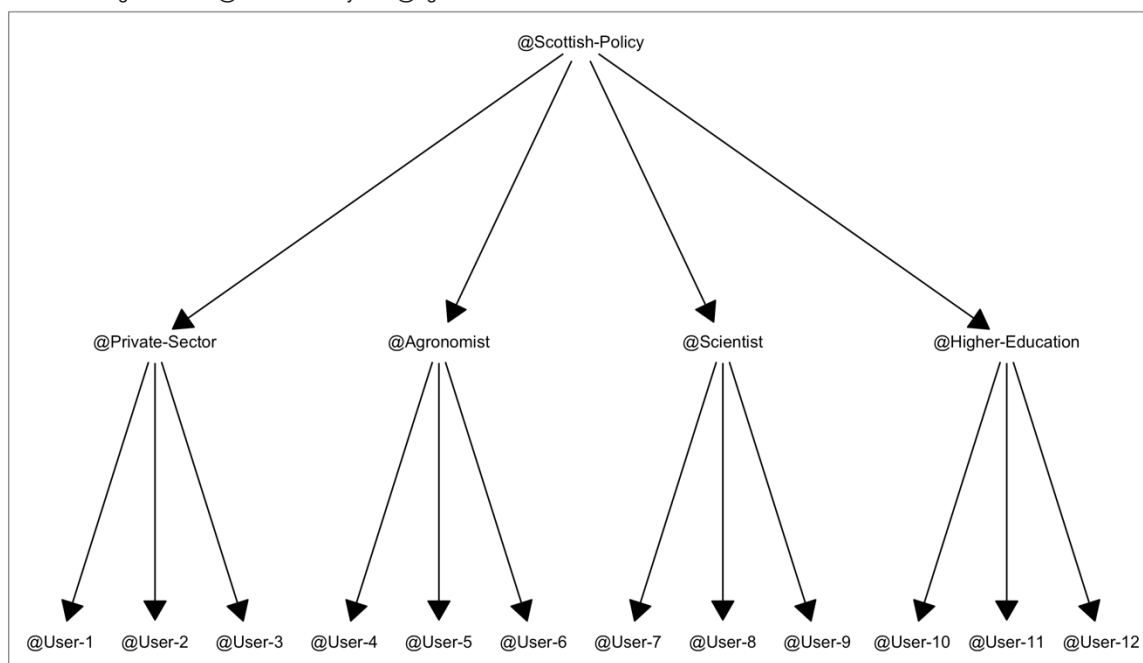 @Scottish-Policy
@Private-Sector @Agronomist @Scientist @Higher-Education
@User-1 @User-2 @User-3 @User-4 @User-5 @User-6 @User-7 @User-8 @User-9 @User-10 @User-11 @User-12